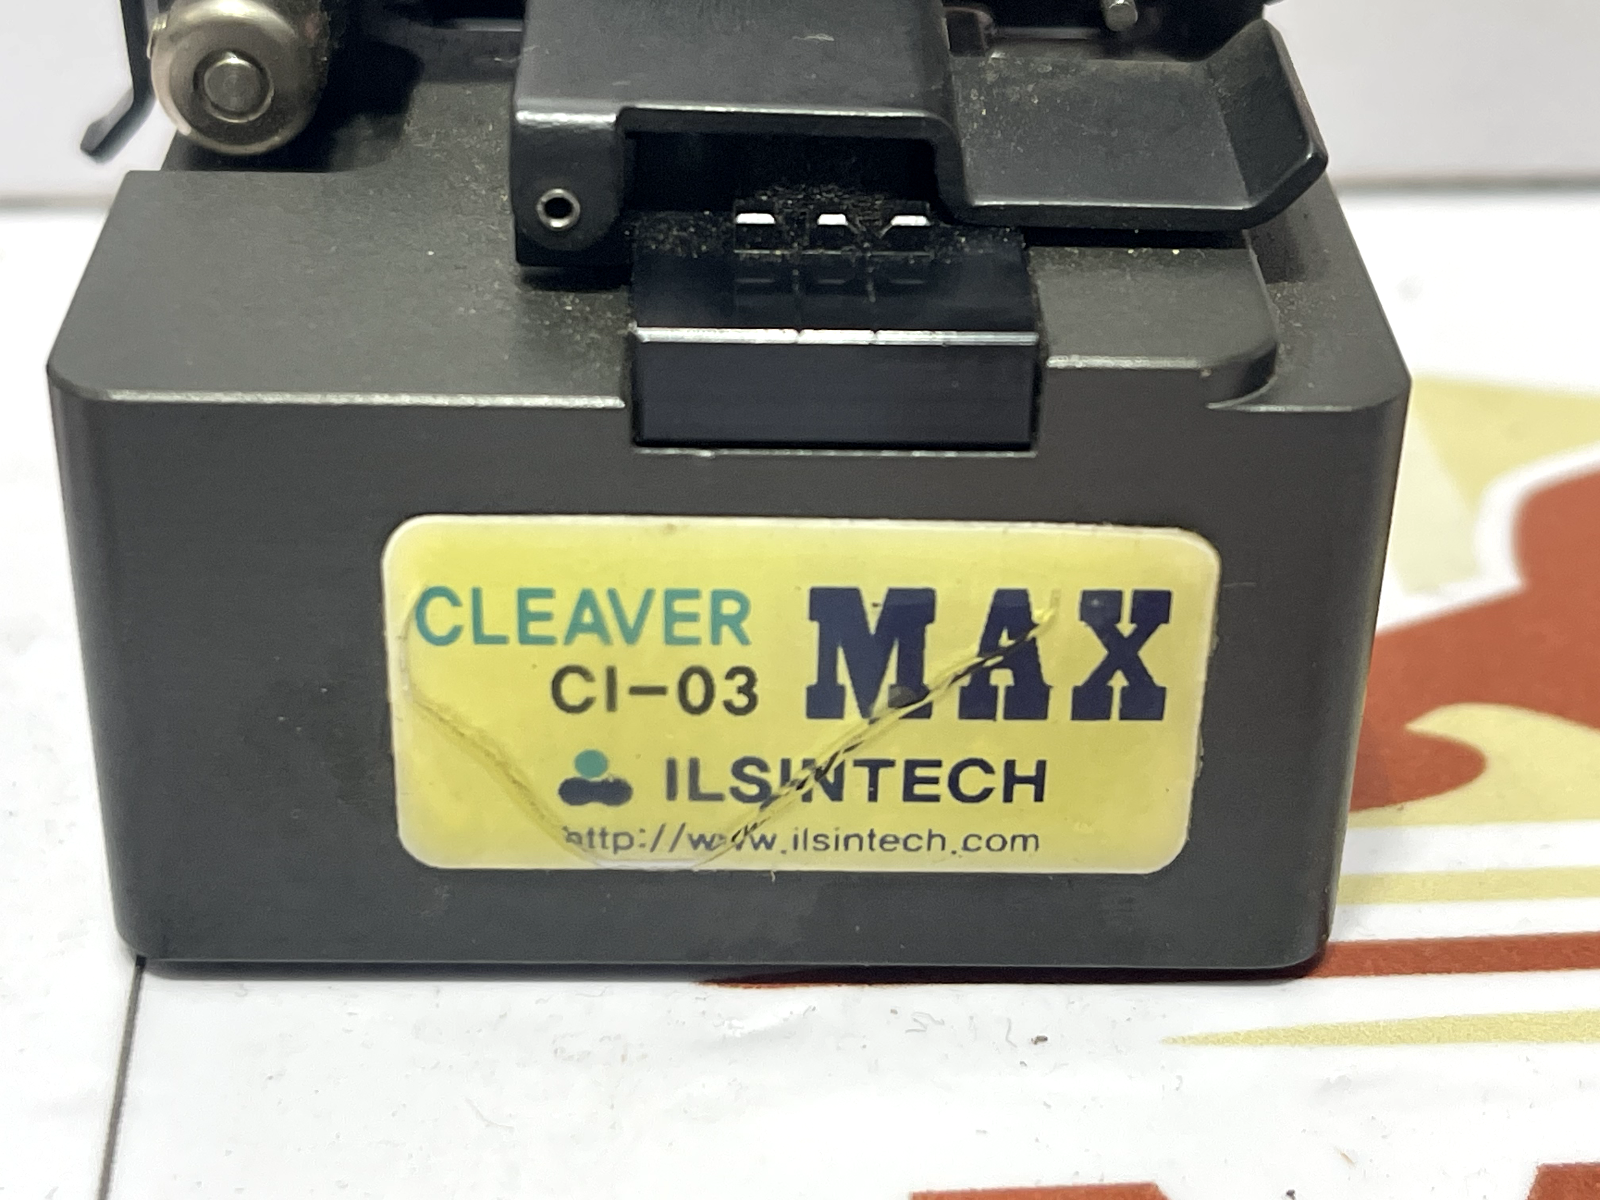 CLEAVER MAX
CI-03
ILSINTECH
http://www.ilsintech.com